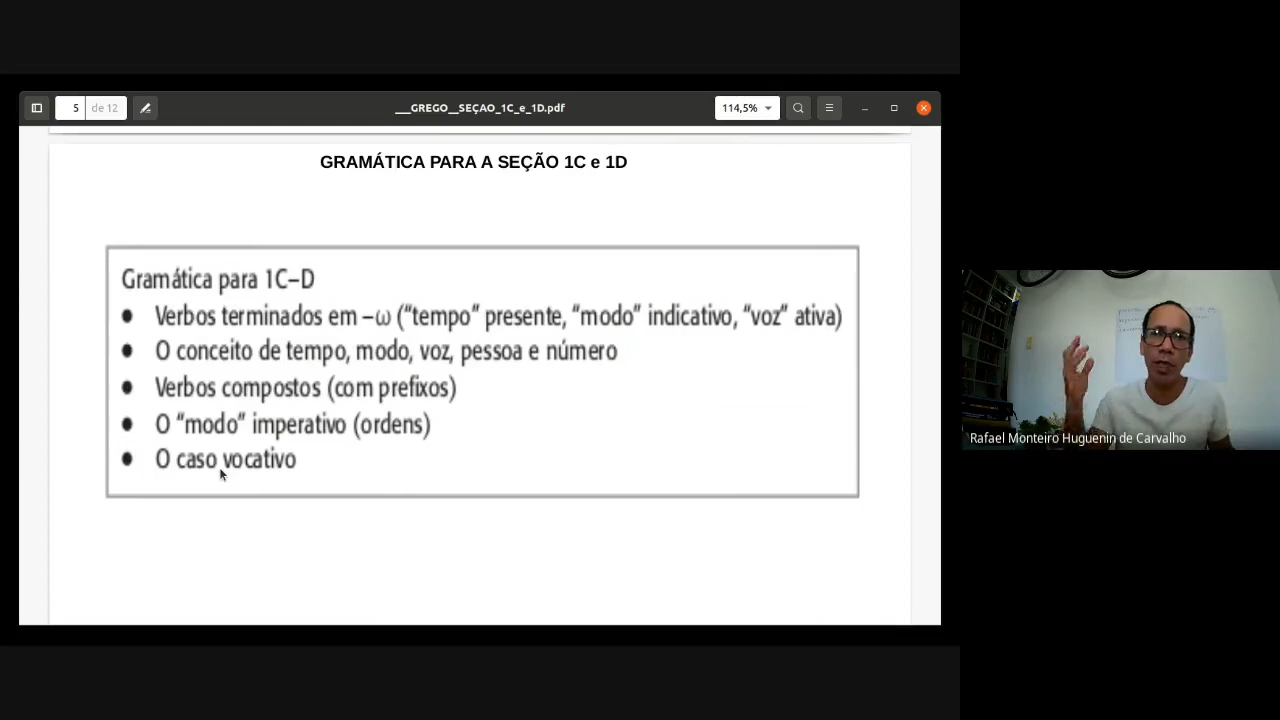 5 de 12
___GREGO__SEÇAO_1C_e_1D.pdf
114,5%
GRAMÁTICA PARA A SEÇÃO 1C e 1D
Gramática para 1C–D
• Verbos terminados em –ω (“tempo” presente, “modo” indicativo, “voz” ativa)
• O conceito de tempo, modo, voz, pessoa e número
• Verbos compostos (com prefixos)
• O “modo” imperativo (ordens)
• O caso vocativo
Rafael Monteiro Huguenin de Carvalho